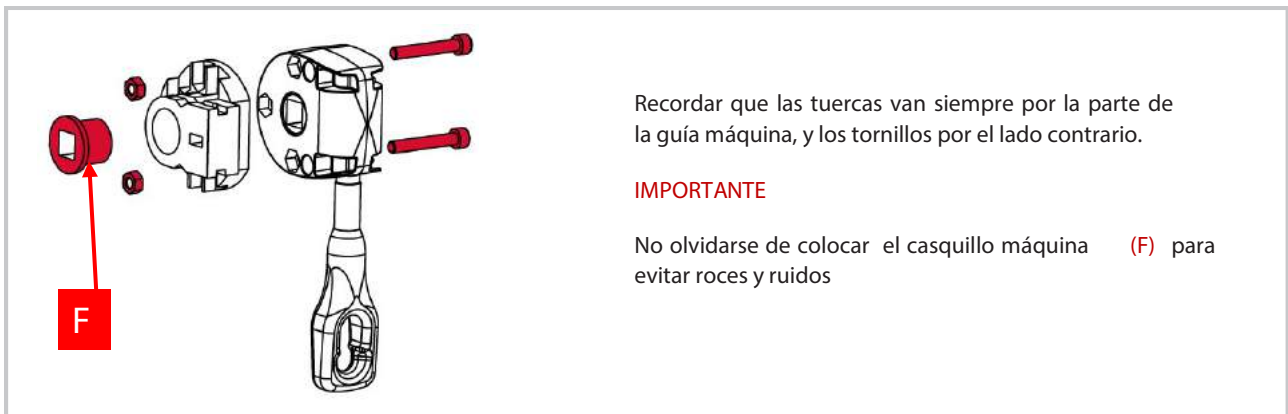 Recordar que las tuercas van siempre por la parte de
la guía máquina, y los tornillos por el lado contrario.
IMPORTANTE
No olvidarse de colocar el casquillo máquina (F) para
evitar roces y ruidos
F